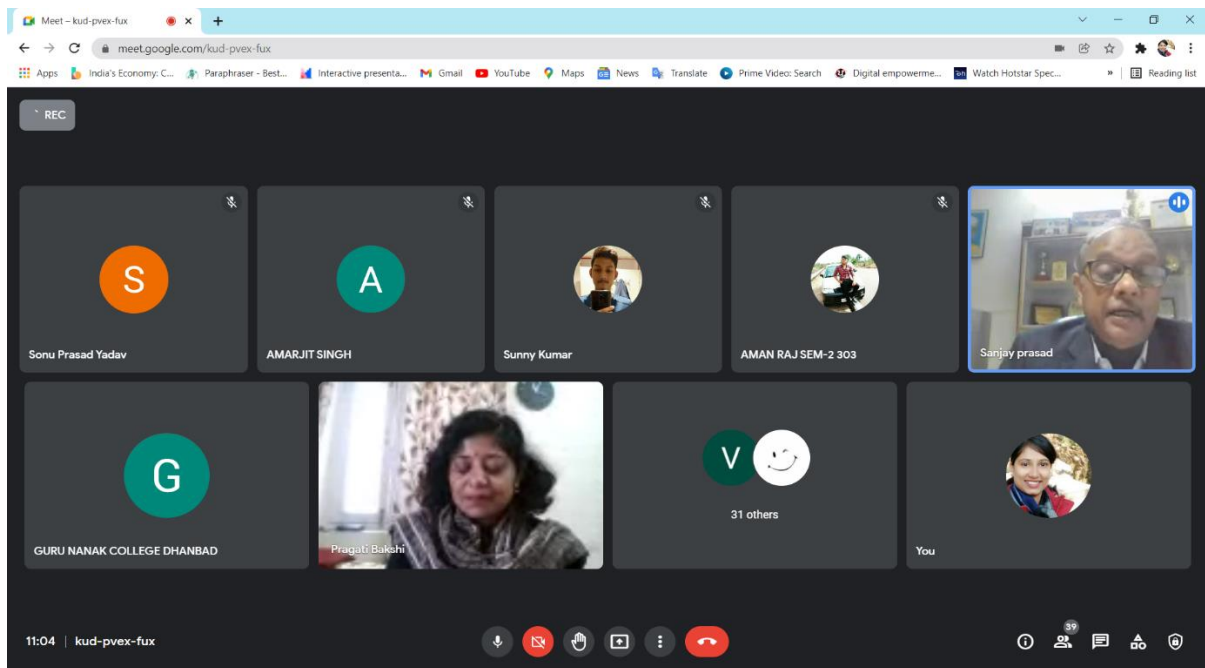 Meet – kud-pvex-fux
meet.google.com/kud-pvex-fux
Apps India's Economy: C... Paraphraser - Best... Interactive presenta... Gmail YouTube Maps News Translate Prime Video: Search Digital empowerme... Watch Hotstar Spec... » Reading list
REC
Sonu Prasad Yadav
S
AMARJIT SINGH
A
Sunny Kumar
AMAN RAJ SEM-2 303
Sanjay prasad
G
GURU NANAK COLLEGE DHANBAD
Pragati Bakshi
V
31 others
You
11:04 | kud-pvex-fux
39